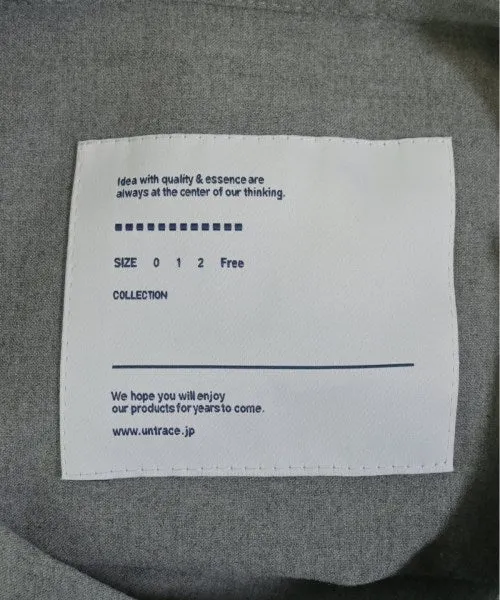 Idea with quality & essence are
always at the center of our thinking.
SIZE 0 1 2 Free
COLLECTION
We hope you will enjoy
our products for years to come.
www.untrace.jp